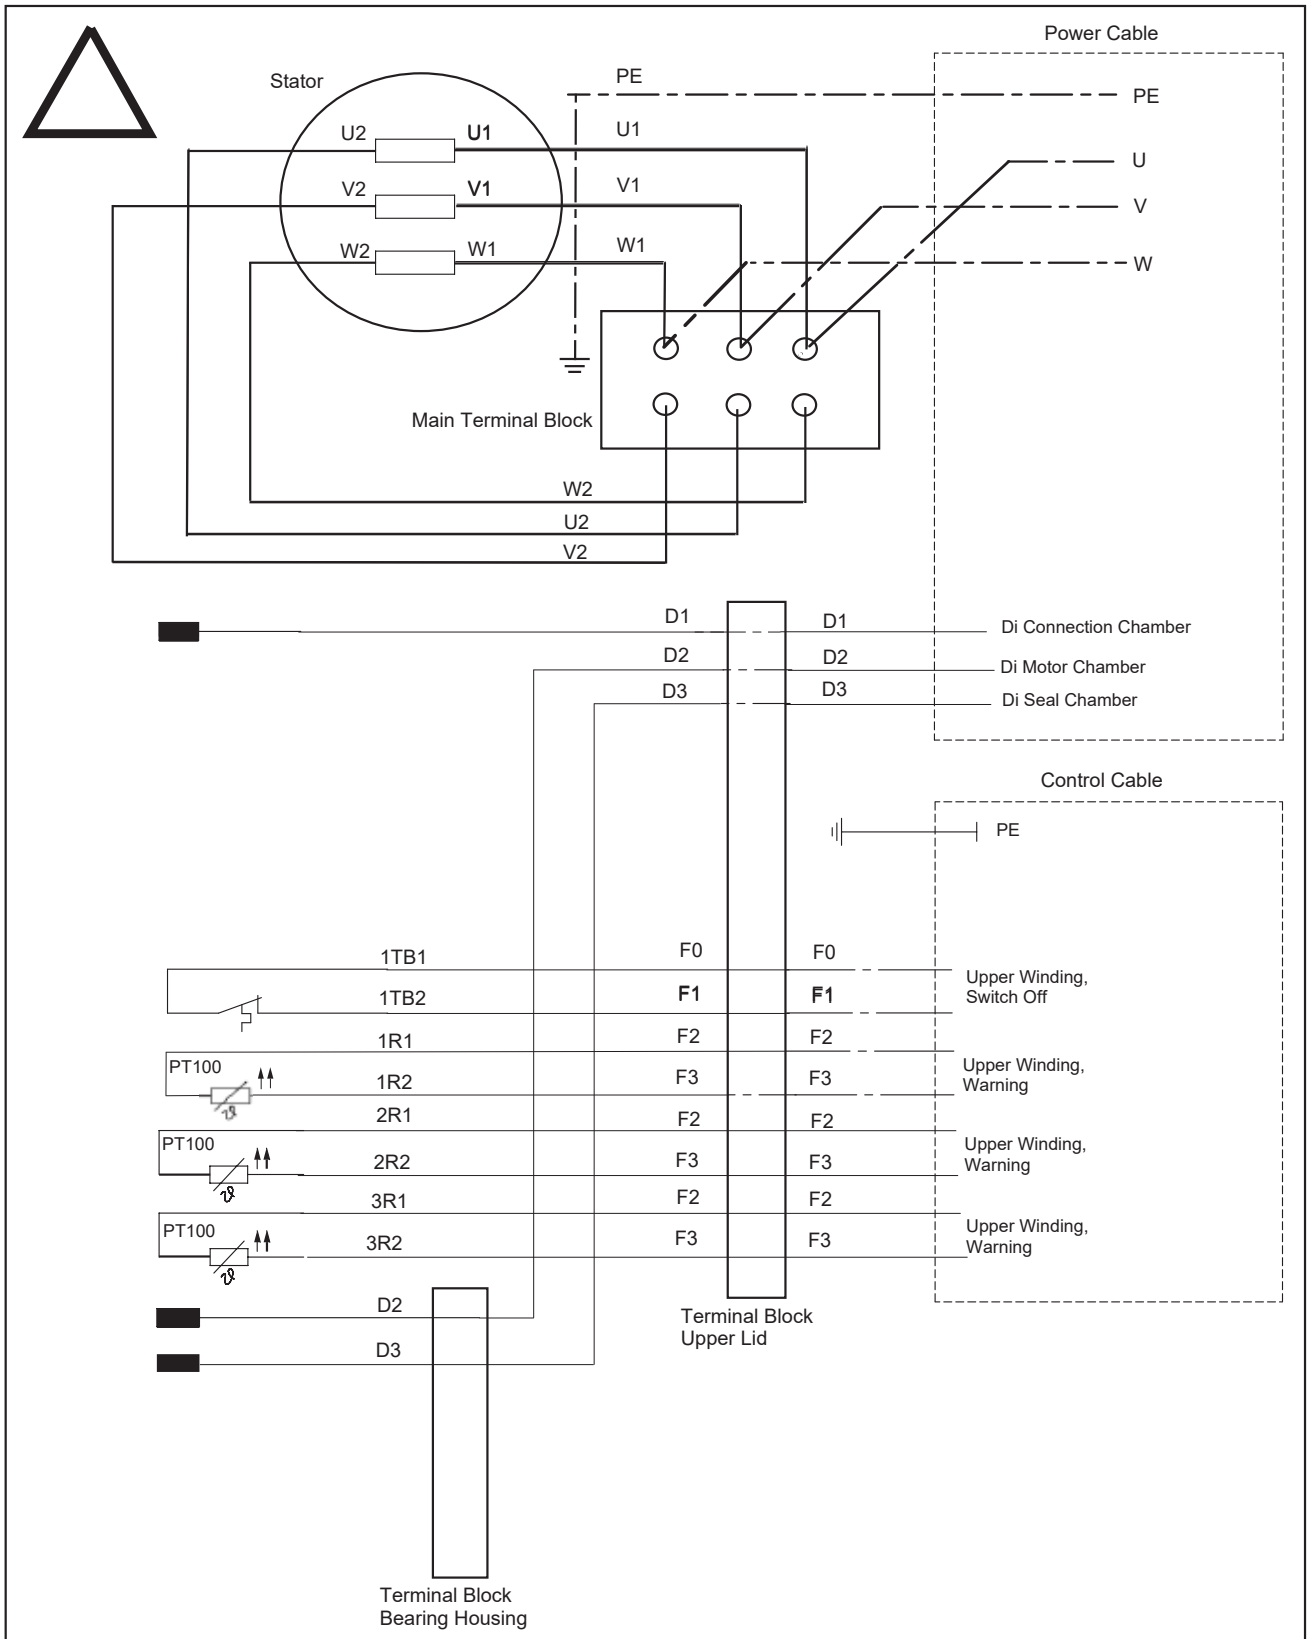 Power Cable
Stator
PE
PE
U2
U1
U1
U
V2
V1
V1
V
W2
W1
W1
W
Main Terminal Block
W2
U2
V2
D1
D1
Di Connection Chamber
D2
D2
Di Motor Chamber
D3
D3
Di Seal Chamber
Control Cable
PE
1TB1
F0
F0
Upper Winding,
Switch Off
1TB2
F1
F1
1R1
F2
F2
PT100
Upper Winding,
Warning
1R2
F3
F3
2R1
F2
F2
PT100
Upper Winding,
Warning
2R2
F3
F3
3R1
F2
F2
PT100
Upper Winding,
Warning
3R2
F3
F3
ϑ
ϑ
ϑ
D2
Terminal Block
Upper Lid
D3
Terminal Block
Bearing Housing